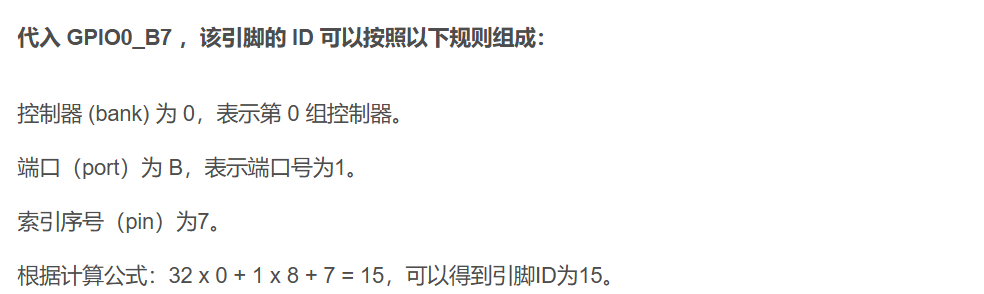 代入 GPIO0_B7 ，该引脚的 ID 可以按照以下规则组成：
控制器 (bank) 为 0，表示第 0 组控制器。
端口（port）为 B，表示端口号为1。
索引序号（pin）为7。
根据计算公式：32 x 0 + 1 x 8 + 7 = 15，可以得到引脚ID为15。